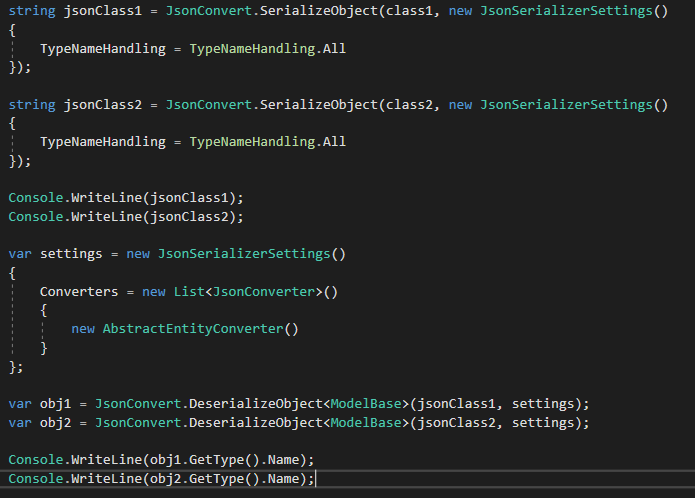 string jsonClass1 = JsonConvert.SerializeObject(class1, new JsonSerializerSettings()
{
    TypeNameHandling = TypeNameHandling.All
});

string jsonClass2 = JsonConvert.SerializeObject(class2, new JsonSerializerSettings()
{
    TypeNameHandling = TypeNameHandling.All
});

Console.WriteLine(jsonClass1);
Console.WriteLine(jsonClass2);

var settings = new JsonSerializerSettings()
{
    Converters = new List<JsonConverter>()
    {
        new AbstractEntityConverter()
    }
};

var obj1 = JsonConvert.DeserializeObject<ModelBase>(jsonClass1, settings);
var obj2 = JsonConvert.DeserializeObject<ModelBase>(jsonClass2, settings);

Console.WriteLine(obj1.GetType().Name);
Console.WriteLine(obj2.GetType().Name);